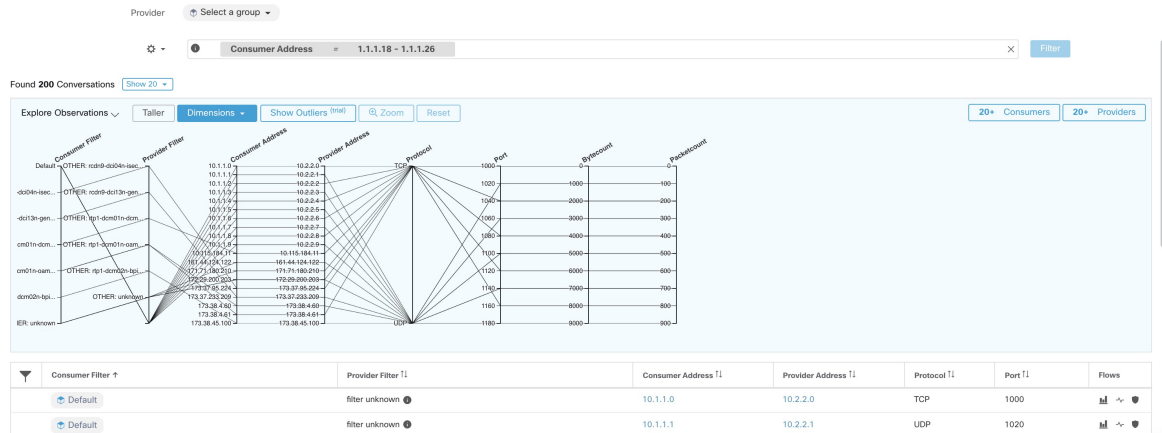 Provider Select a group
Consumer Address = 1.1.1.18 - 1.1.1.26 Filter
Found 200 Conversations Show 20
Explore Observations Taller Dimensions Show Outliers (trial) Zoom Reset 20+ Consumers 20+ Providers
Consumer Filter Provider Filter Consumer Address Provider Address Protocol Port Bytecount Packetcount
Default OTHER: rcdn9-dci04n-isec... 10.1.1.0 10.2.2.0 TCP 1000 0 0
10.1.1.1 10.2.2.1
-dci04n-isec... OTHER: rcdn9-dci13n-gen... 10.1.1.2 10.2.2.2 1020 1000 100
10.1.1.3 10.2.2.3
10.1.1.4 10.2.2.4 1040 2000 200
10.1.1.5 10.2.2.5
-dci13n-gen... OTHER: rtp1-dcm01n-dcm... 10.1.1.6 10.2.2.6 1060 3000 300
10.1.1.7 10.2.2.7
10.1.1.8 10.2.2.8 1080 4000 400
cm01n-dcm... OTHER: rtp1-dcm01n-oam... 10.1.1.9 10.2.2.9
10.115.184.11 10.115.184.11 1100 5000 500
161.44.124.122 161.44.124.122
cm01n-oam... OTHER: rtp1-dcm02n-bpi... 171.71.180.210 171.71.180.210 1120 6000 600
172.29.200.203 172.29.200.203
173.37.95.224 173.37.95.224 1140 7000 700
dcm02n-bpi... OTHER: unknown 173.37.233.209 173.37.233.209
173.38.4.60 173.38.4.60 1160 8000 800
173.38.4.61 173.38.4.61
IER: unknown 173.38.45.100 173.38.45.100 UDP 1180 9000 900
Consumer Filter Provider Filter Consumer Address Provider Address Protocol Port Flows
Default filter unknown 10.1.1.0 10.2.2.0 TCP 1000
Default filter unknown 10.1.1.1 10.2.2.1 UDP 1020